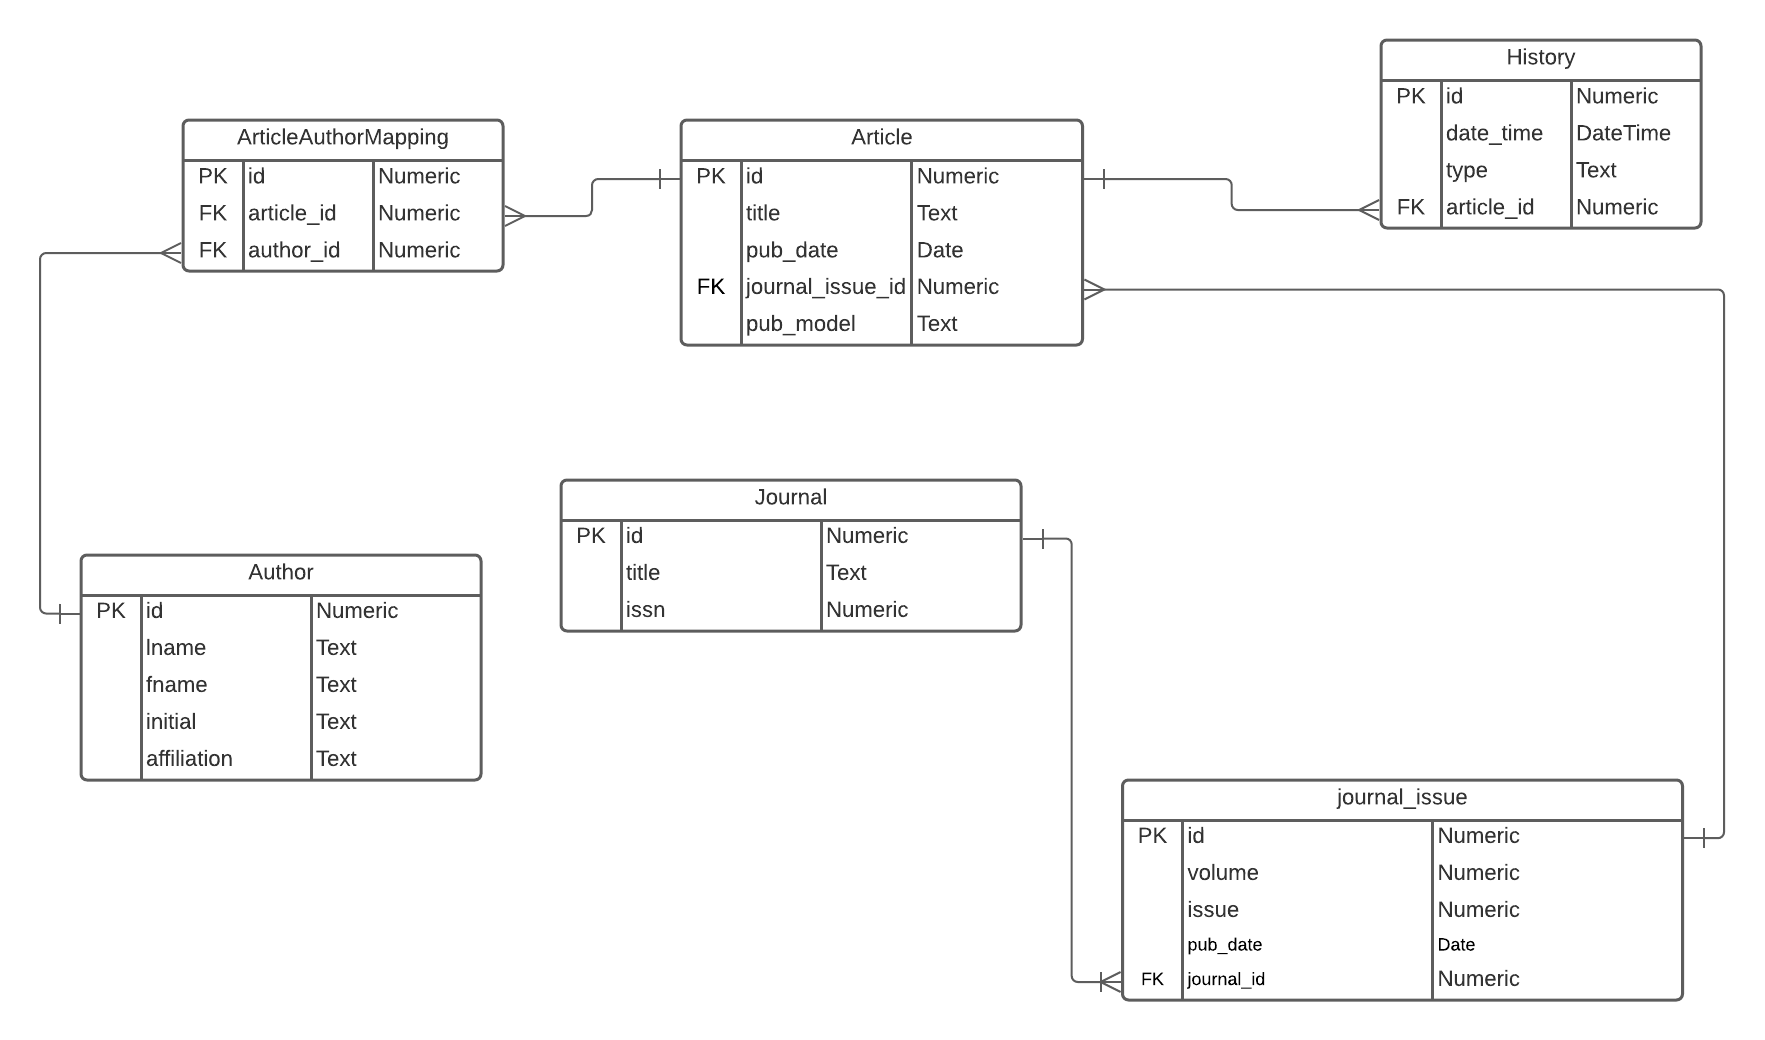 History
PK id Numeric
date_time DateTime
type Text
FK article_id Numeric
ArticleAuthorMapping
PK id Numeric
FK article_id Numeric
FK author_id Numeric
Article
PK id Numeric
title Text
pub_date Date
FK journal_issue_id Numeric
pub_model Text
Journal
PK id Numeric
title Text
issn Numeric
Author
PK id Numeric
lname Text
fname Text
initial Text
affiliation Text
journal_issue
PK id Numeric
volume Numeric
issue Numeric
pub_date Date
FK journal_id Numeric